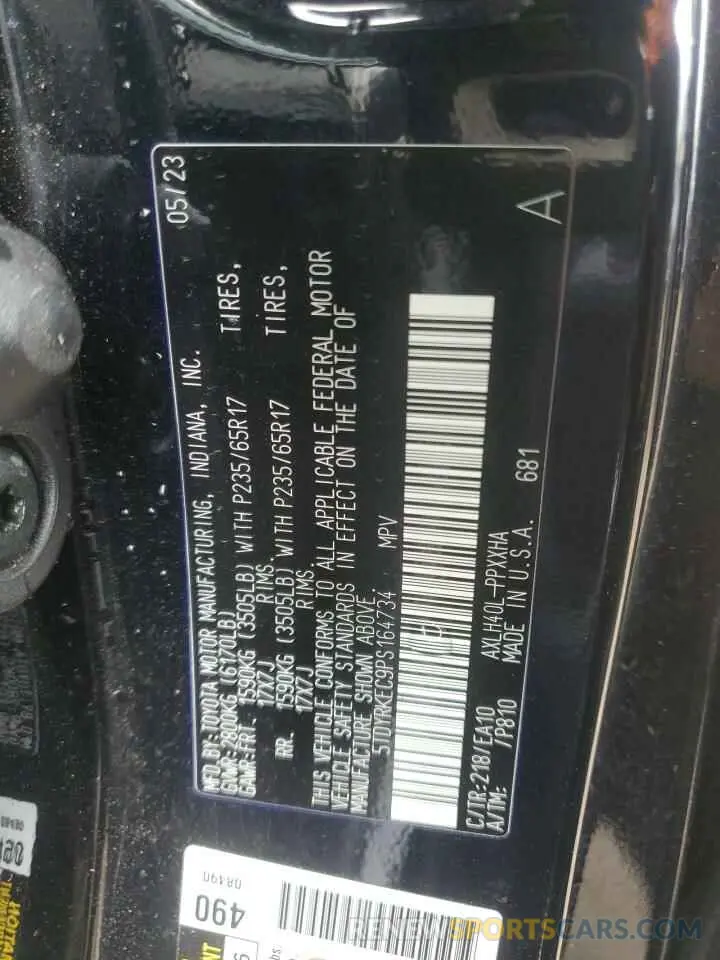 MFD.BY:TOYOTA MOTOR MANUFACTURING, INDIANA, INC. 05/23
GVWR:2800KG (6170LB)
GAWR:FRT. 1590KG (3505LB) WITH P235/65R17 TIRES,
17X7J RIMS,
RR. 1590KG (3505LB) WITH P235/65R17 TIRES,
17X7J RIMS.
THIS VEHICLE CONFORMS TO ALL APPLICABLE FEDERAL MOTOR
VEHICLE SAFETY STANDARDS IN EFFECT ON THE DATE OF
MANUFACTURE SHOWN ABOVE.
5TDYRKEC9PS164734 MPV
A
C/TR:218/EA10 AXLH40L-PPXXHA
A/TM: /P810 MADE IN U.S.A. 681
490
08490
RENEWSPORTSCARS.COM